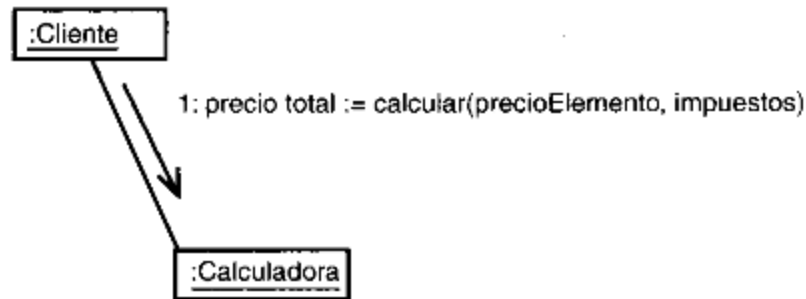 :Cliente
1: precio total := calcular(precioElemento, impuestos)
:Calculadora